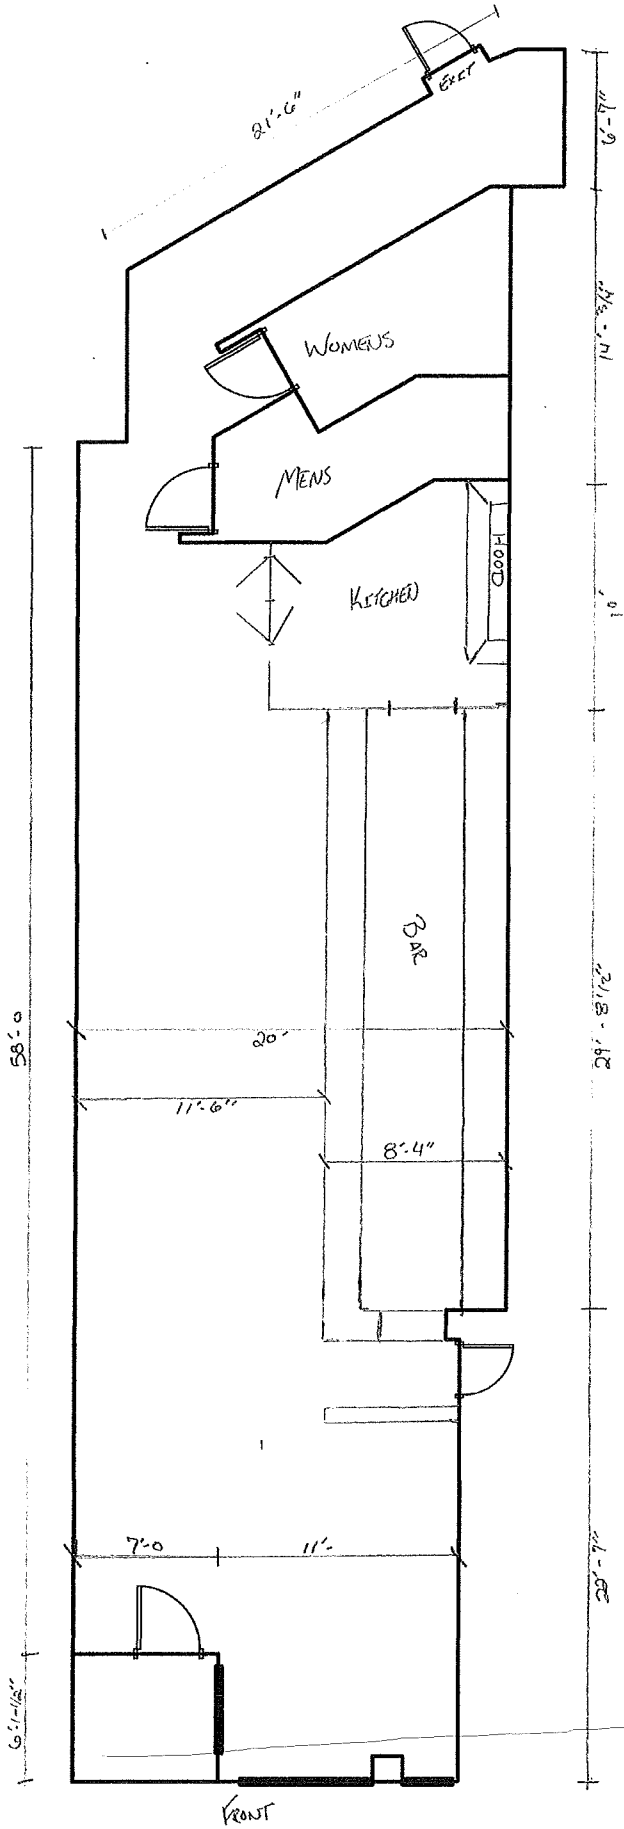 EXIT
21'-6"
6'-7"
WOMENS
14'-3/4"
MENS
HOOD
KITCHEN
10'
BAR
58'-0
20'
29'-8 1/2"
11'-6"
8'-4"
7'-0
11'-
22'-7"
6'-1-1/2"
FRONT